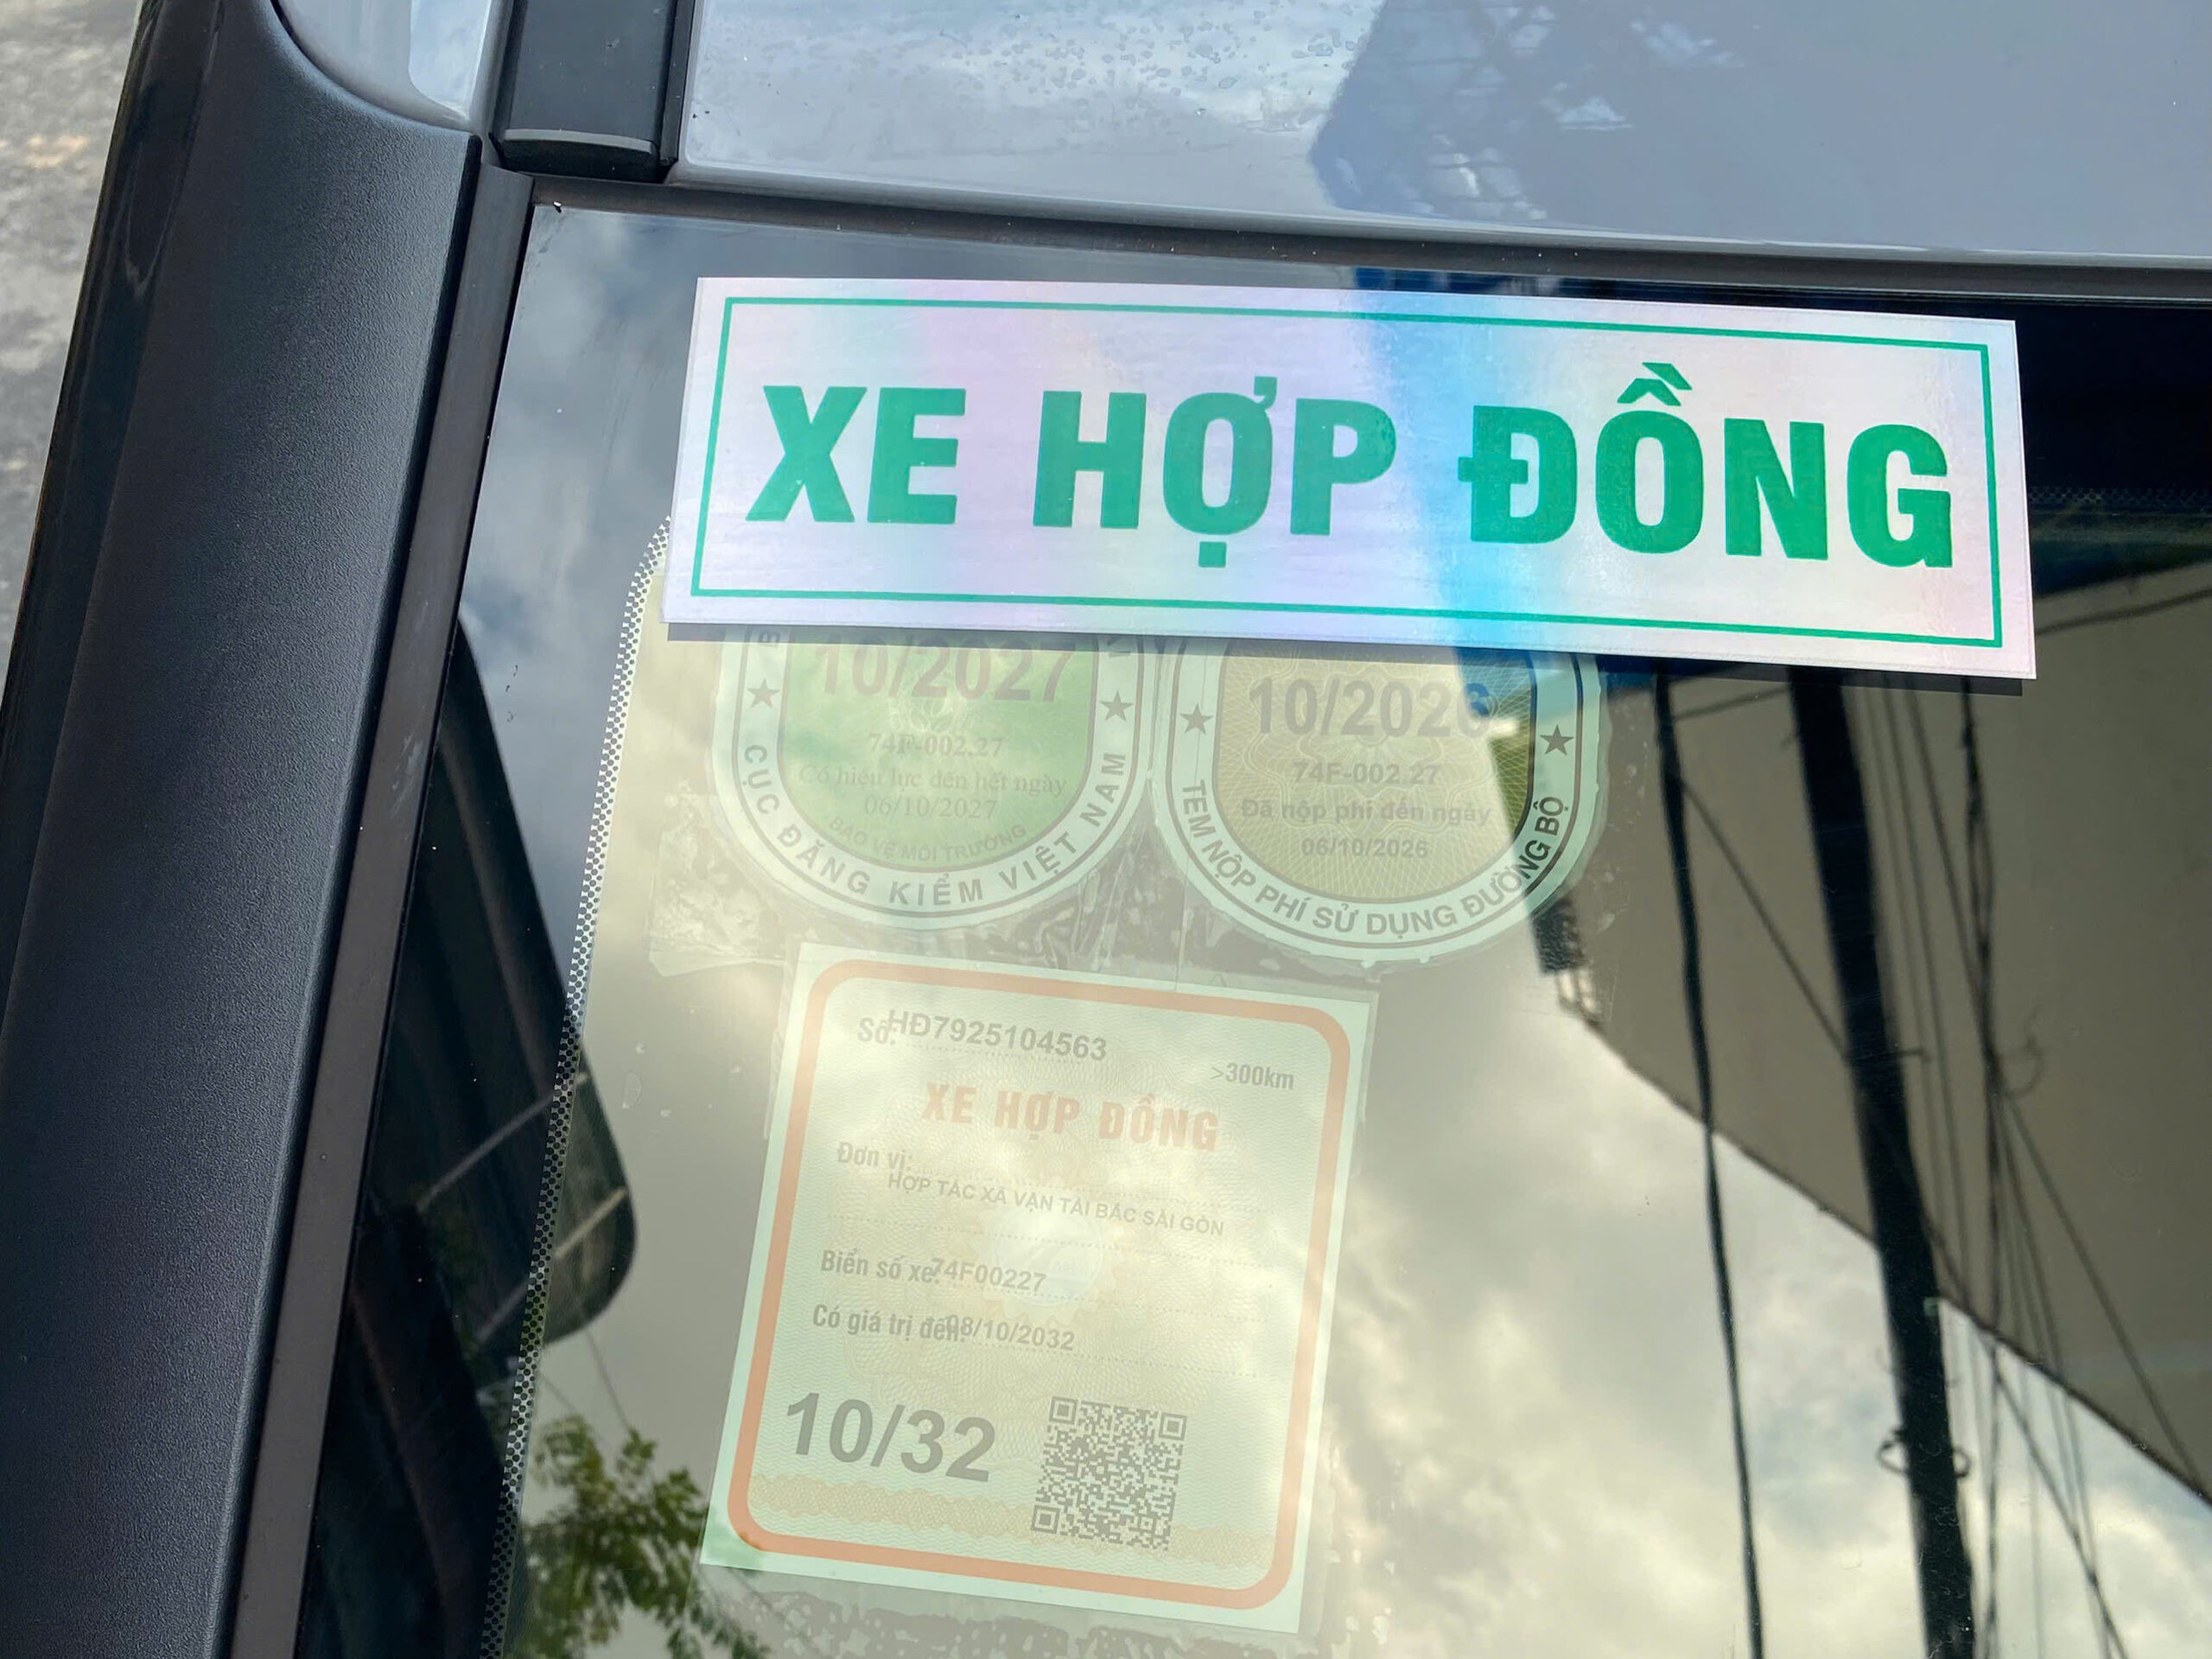 XE HỢP ĐỒNG
10/2027
74F-002.27
Có hiệu lực đến hết ngày
06/10/2027
BẢO VỆ MÔI TRƯỜNG
CỤC ĐĂNG KIỂM VIỆT NAM
10/2026
74F-002.27
Đã nộp phí đến ngày
06/10/2026
TEM NỘP PHÍ SỬ DỤNG ĐƯỜNG BỘ
Số: HĐ7925104563
>300km
XE HỢP ĐỒNG
Đơn vị:
HỢP TÁC XÃ VẬN TẢI BẮC SÀI GÒN
Biển số xe: 74F00227
Có giá trị đến: 08/10/2032
10/32